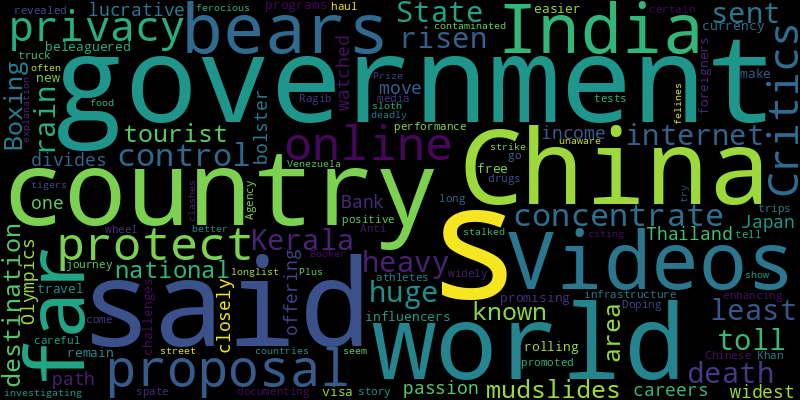 revealed lucrative ferocious programs haul State contaminated easier certain sent
privacy bears risen India currency critics
beleaguered truck often new food
government
watched move Prize media Ragib sloth deadly tests make foreigners felines
Boxing explanation rain tourist bolster performance
online China income internet strike unaware
divides control Venezuela free go drugs
country
one tigers clashes Agency Bank positive long try concentrate Japan trips
protect wheel better Kerala Anti s stalked Thailand tell
destination Olympics journey national longlist Booker Plus heavy widely citing Videos
far travel said closely offering athletes huge promising infrastructure show
careful challenges influencers known Doping enhancing area least
come world
remain street countries seem rolling promoted Chinese Khan toll
path proposal death
investigating spate documenting visa story passion mudslides careers widest